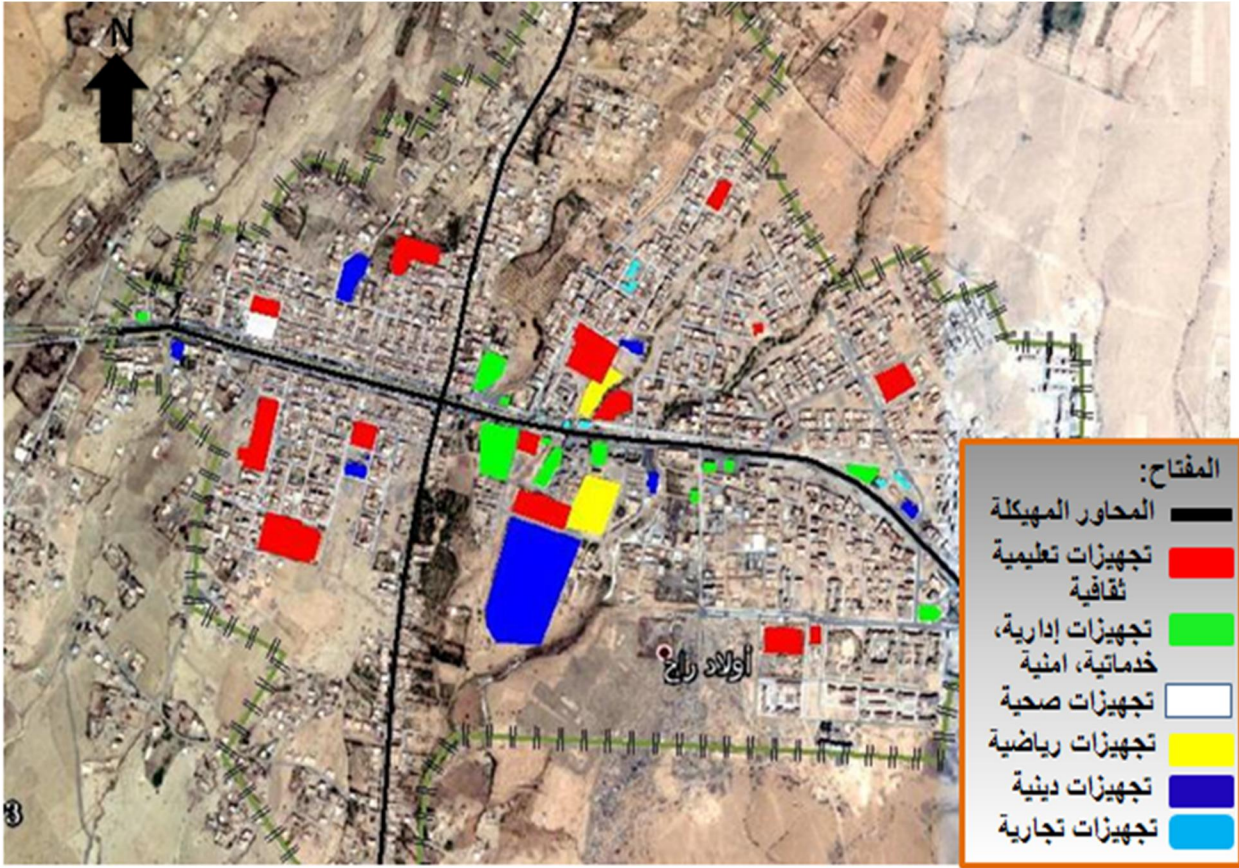 N
المفتاح:
المحاور المهيكلة
تجهيزات تعليمية
ثقافية
تجهيزات إدارية،
خدماتية، امنية
تجهيزات صحية
تجهيزات رياضية
تجهيزات دينية
تجهيزات تجارية
أولاد راح
3